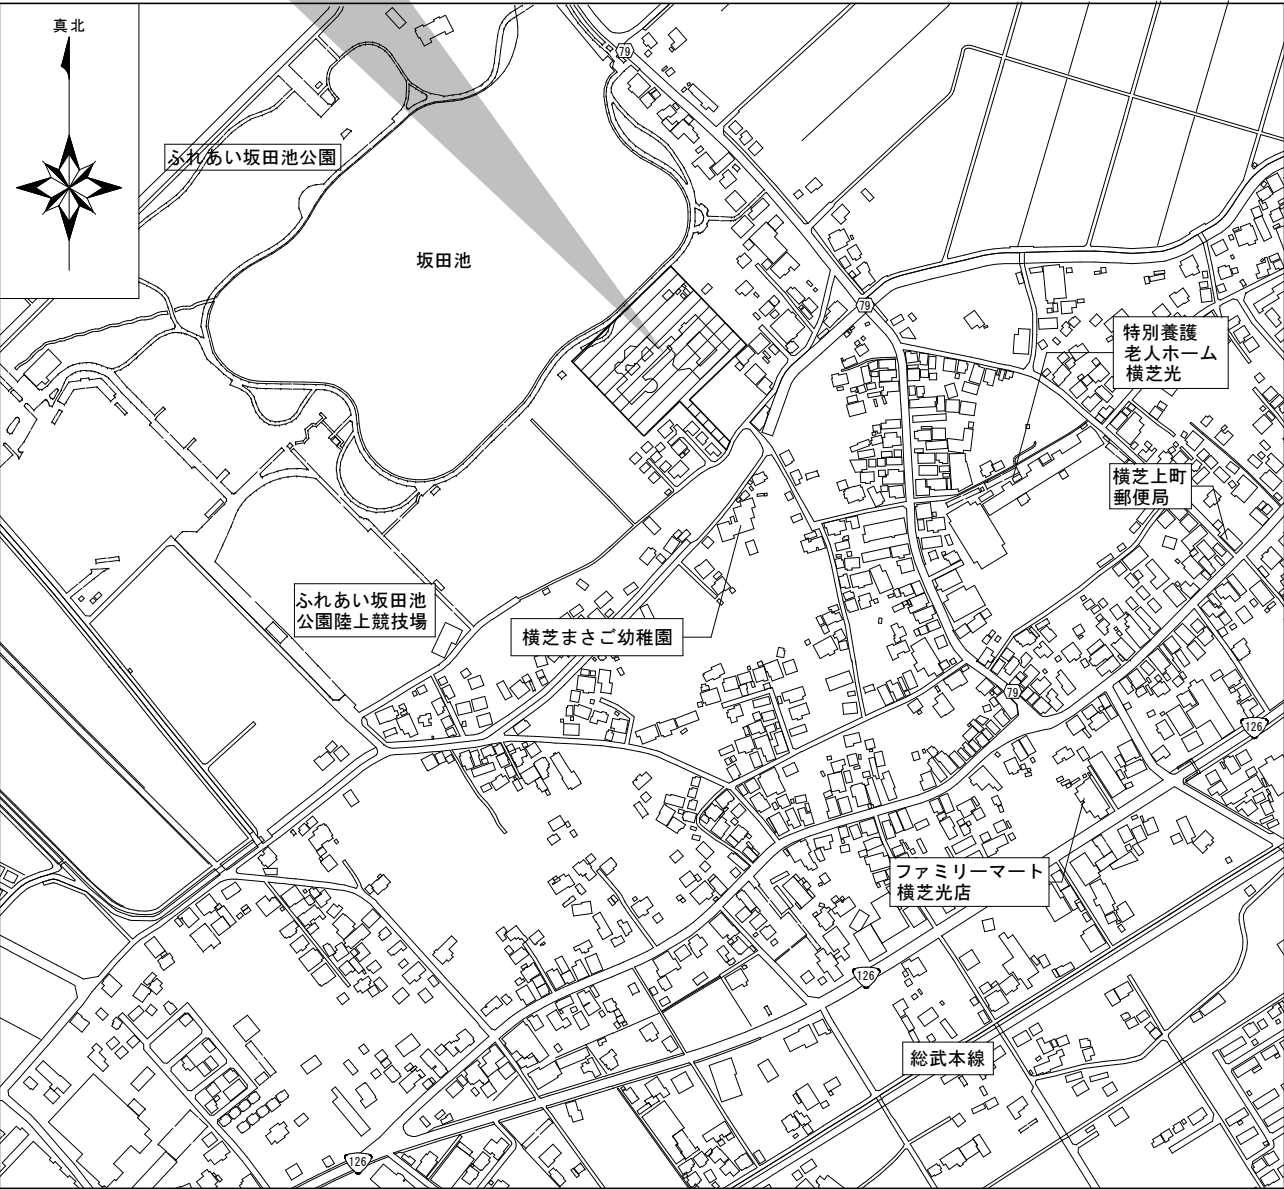 真北
79
ふれあい坂田池公園
坂田池
79
特別養護
老人ホーム
横芝光
横芝上町
郵便局
ふれあい坂田池
公園陸上競技場
横芝まさご幼稚園
79
126
ファミリーマート
横芝光店
126
総武本線
126